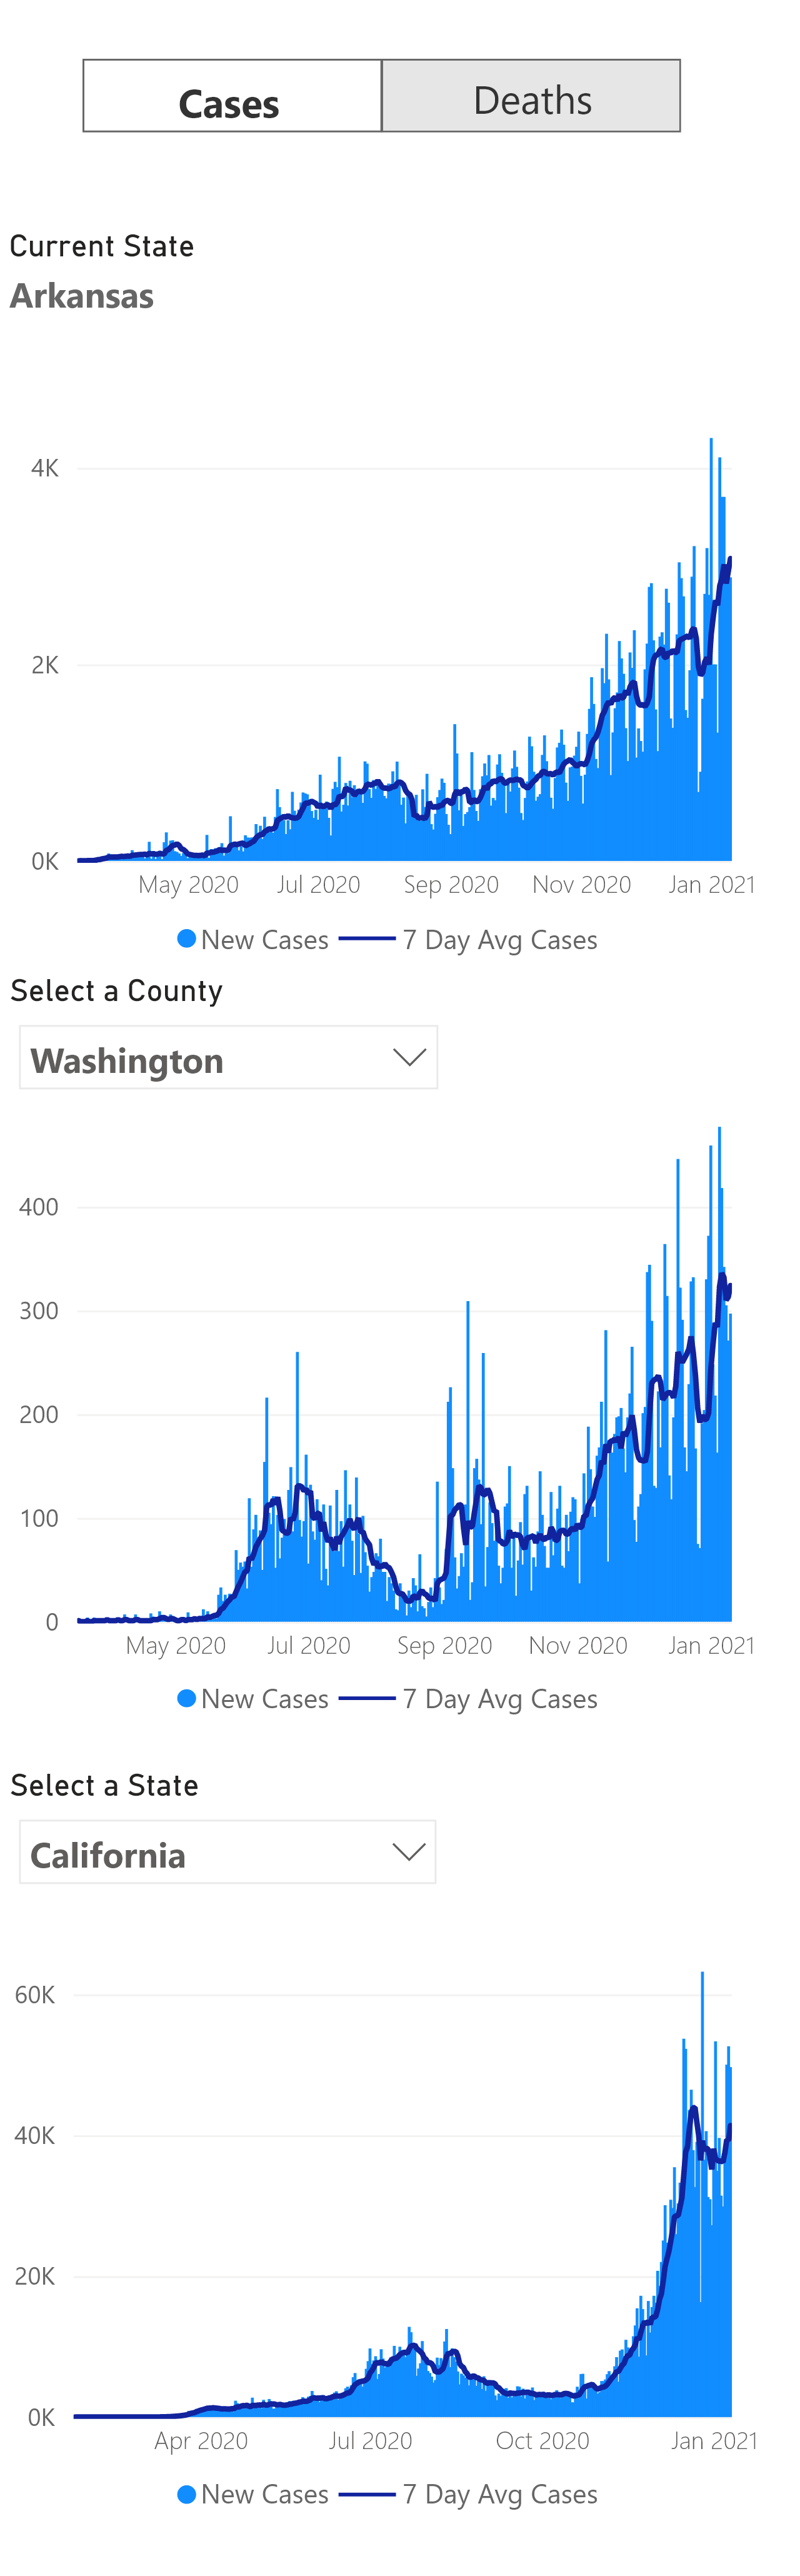 Cases Deaths
Current State
Arkansas
4K
2K
0K
May 2020 Jul 2020 Sep 2020 Nov 2020 Jan 2021
New Cases 7 Day Avg Cases
Select a County
Washington
400
300
200
100
0
May 2020 Jul 2020 Sep 2020 Nov 2020 Jan 2021
New Cases 7 Day Avg Cases
Select a State
California
60K
40K
20K
0K
Apr 2020 Jul 2020 Oct 2020 Jan 2021
New Cases 7 Day Avg Cases